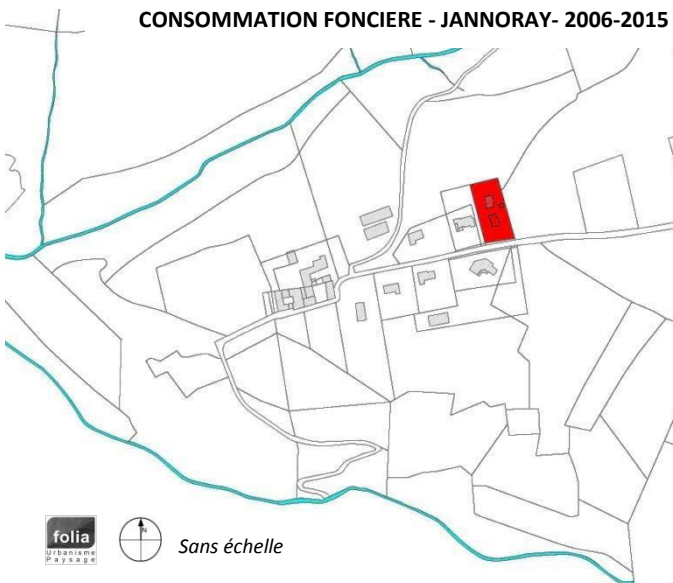 CONSOMMATION FONCIERE - JANNORAY- 2006-2015
N
folia
Urbanisme
Paysage
Sans échelle